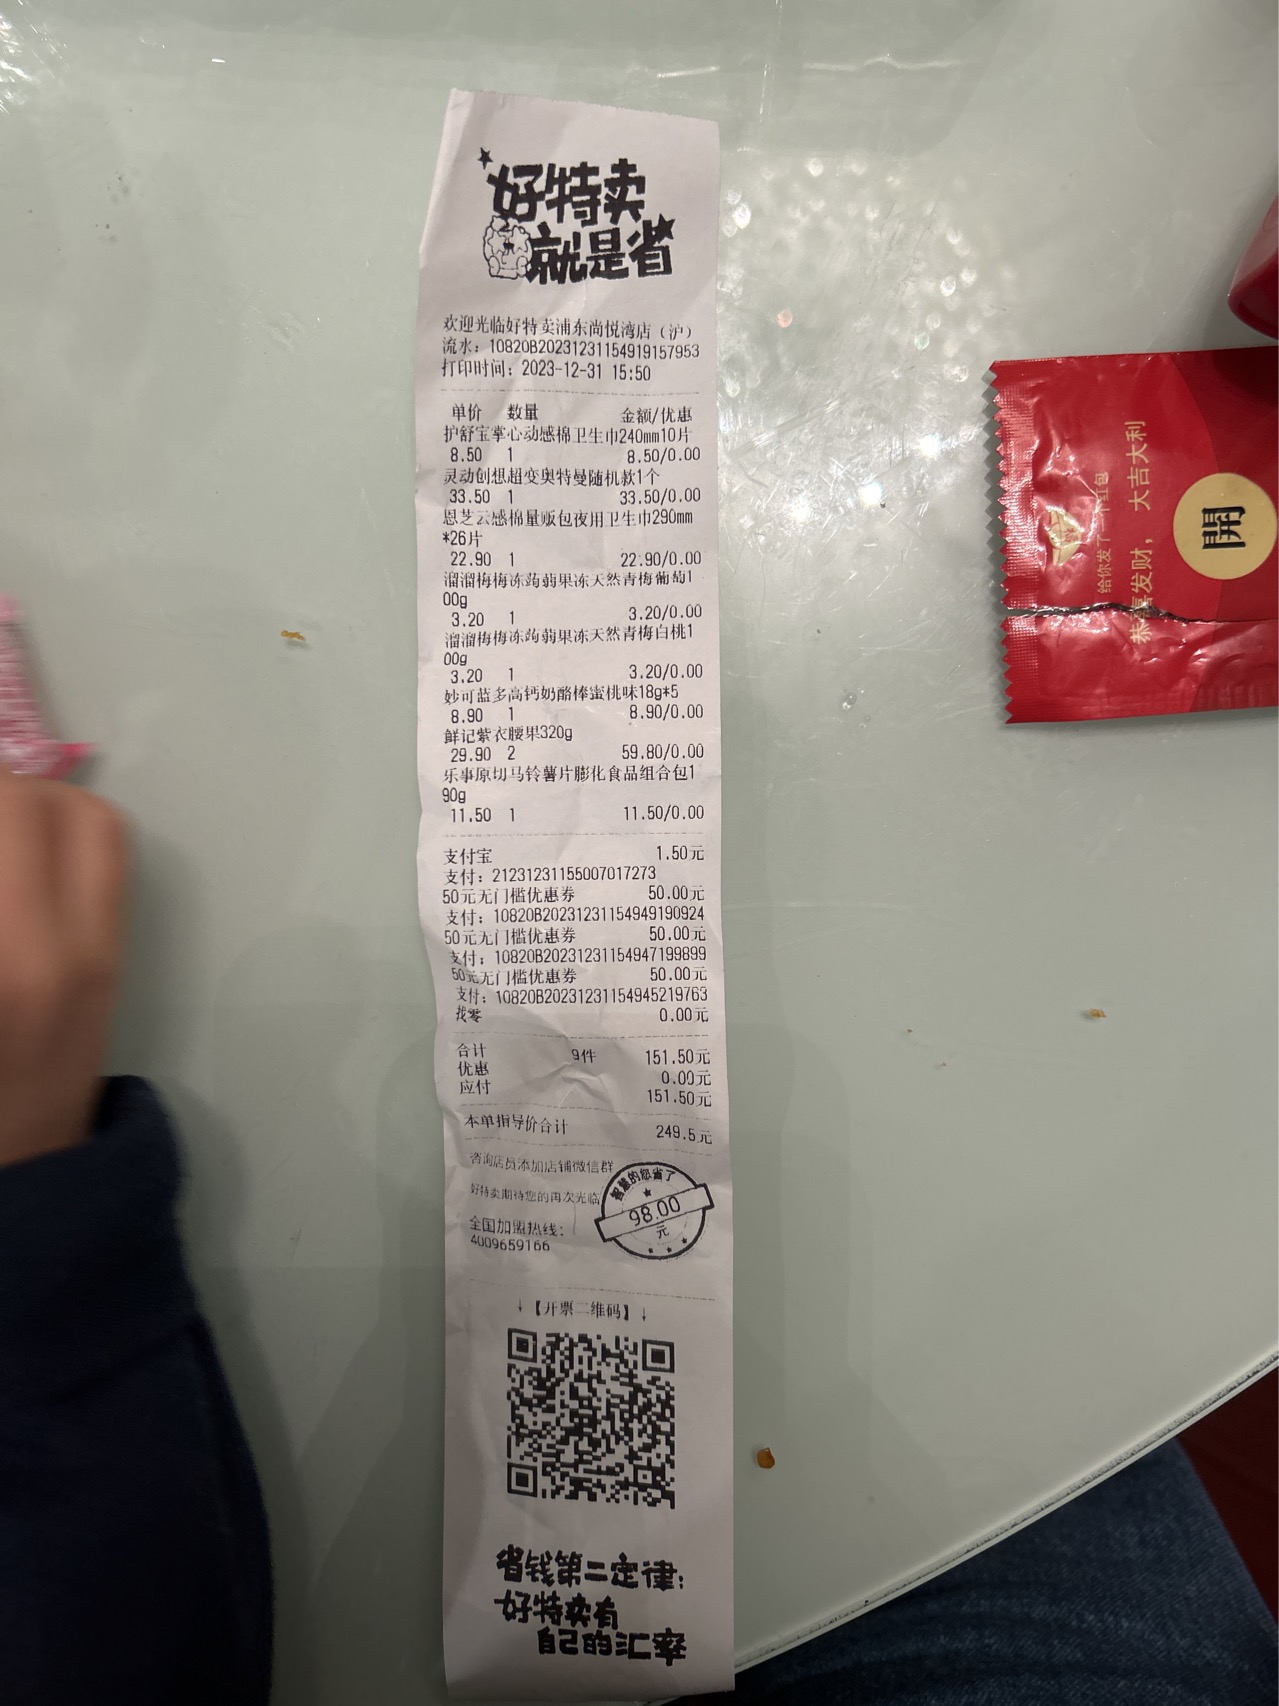 好特卖
就是省
欢迎光临好特卖浦东尚悦湾店（沪）
流水：10820B20231231154919157953
打印时间：2023-12-31 15:50
单价 数量 金额/优惠
护舒宝掌心动感棉卫生巾240mm10片
8.50 1 8.50/0.00
灵动创想超变奥特曼随机款1个
33.50 1 33.50/0.00
恩芝云感棉量贩包夜用卫生巾290mm
*26片
22.90 1 22.90/0.00
溜溜梅梅冻蒟蒻果冻天然青梅葡萄1
00g
3.20 1 3.20/0.00
溜溜梅梅冻蒟蒻果冻天然青梅白桃1
00g
3.20 1 3.20/0.00
妙可蓝多高钙奶酪棒蜜桃味18g*5
8.90 1 8.90/0.00
鲜记紫衣腰果320g
29.90 2 59.80/0.00
乐事原切马铃薯片膨化食品组合包1
90g
11.50 1 11.50/0.00
支付宝 1.50元
支付：21231231155007017273
50元无门槛优惠券 50.00元
支付：10820B20231231154949190924
50元无门槛优惠券 50.00元
支付：10820B20231231154947199899
50元无门槛优惠券 50.00元
支付：10820B20231231154945219763
找零 0.00元
合计 9件 151.50元
优惠 0.00元
应付 151.50元
本单指导价合计 249.5元
咨询店员添加店铺微信群
好特卖期待您的再次光临
全国加盟热线：
4009659166
智慧的您省了
98.00
元
↓【开票二维码】↓
省钱第二定律：
好特卖有
自己的汇率
给你发了一个红包
恭喜发财，大吉大利
開